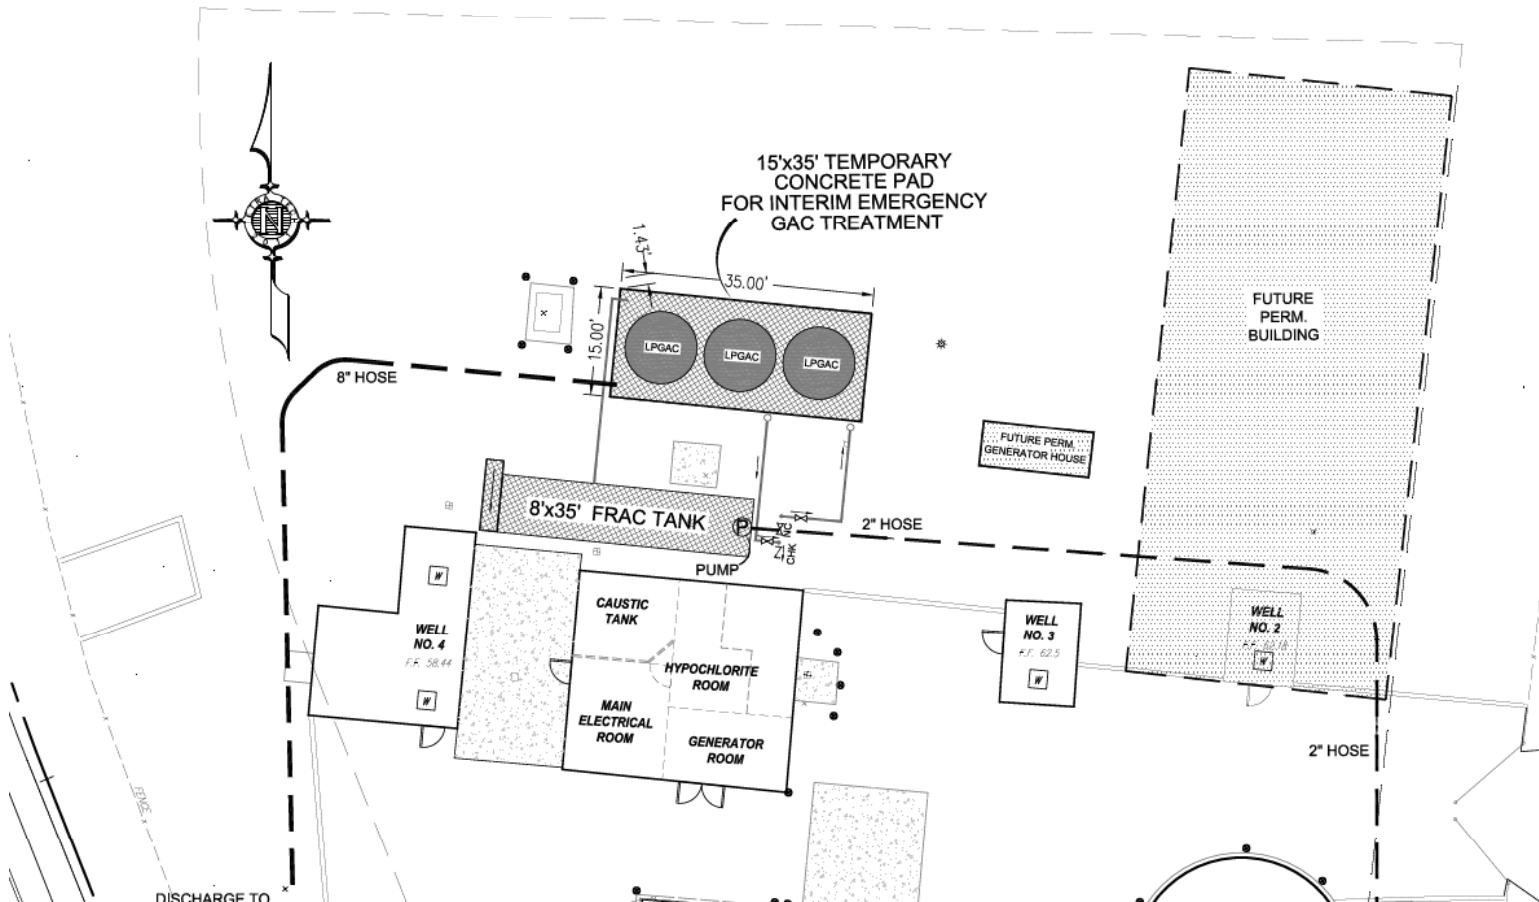 15'x35' TEMPORARY
CONCRETE PAD
FOR INTERIM EMERGENCY
GAC TREATMENT
N
1.43'
35.00'
15.00'
LPGAC
LPGAC
LPGAC
FUTURE
PERM.
BUILDING
8" HOSE
FUTURE PERM.
GENERATOR HOUSE
8'x35' FRAC TANK
P
NC
CHK
2" HOSE
PUMP
W
WELL
NO. 4
F.F. 58.44
W
CAUSTIC
TANK
HYPOCHLORITE
ROOM
MAIN
ELECTRICAL
ROOM
GENERATOR
ROOM
WELL
NO. 3
F.F. 62.5
W
WELL
NO. 2
W
2" HOSE
FENCE
DISCHARGE TO